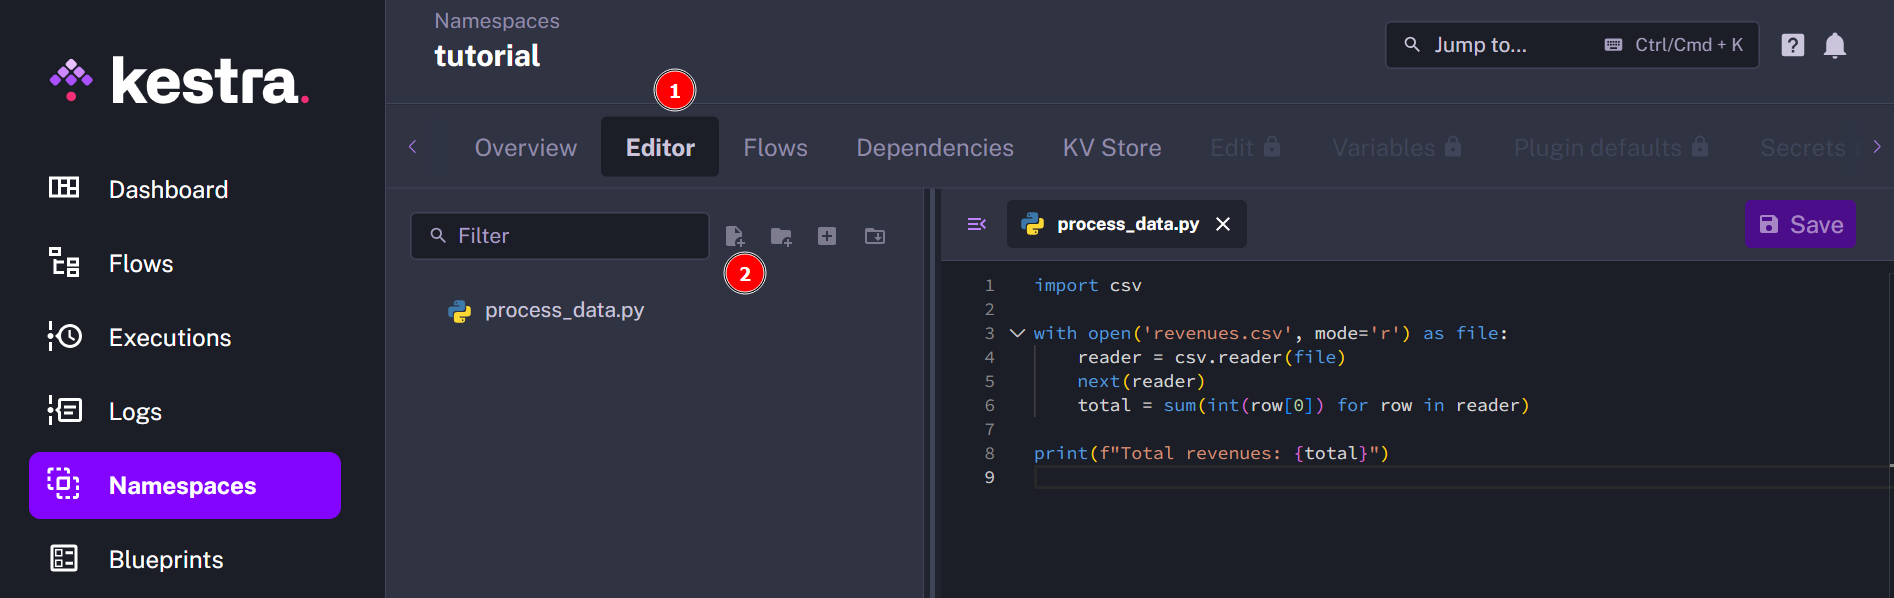 kestra.
Dashboard
Flows
Executions
Logs
Namespaces
Blueprints
Namespaces
tutorial
Jump to... Ctrl/Cmd + K
?
1
Overview Editor Flows Dependencies KV Store Edit Variables Plugin defaults Secrets
Filter
2
process_data.py
process_data.py
Save
1 import csv
2
3 with open('revenues.csv', mode='r') as file:
4     reader = csv.reader(file)
5     next(reader)
6     total = sum(int(row[0]) for row in reader)
7
8 print(f"Total revenues: {total}")
9